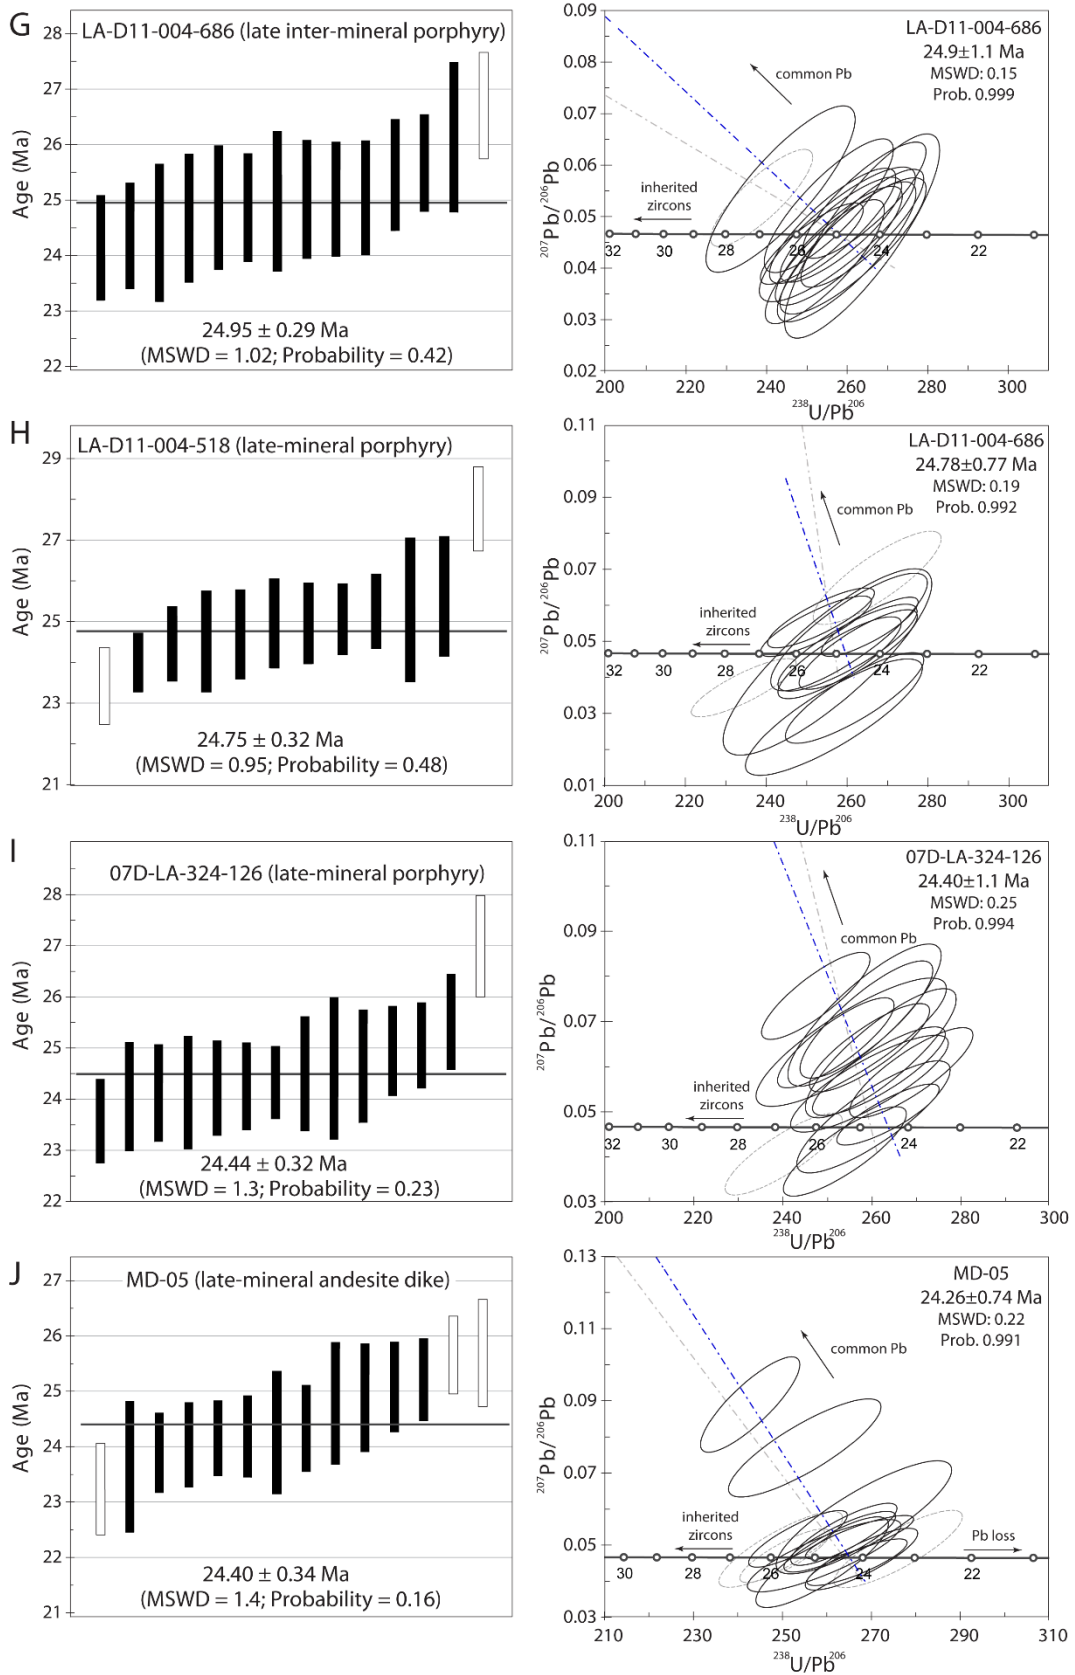 G
LA-D11-004-686 (late inter-mineral porphyry)
Age (Ma)
28
27
26
25
24
23
22
24.95 ± 0.29 Ma
(MSWD = 1.02; Probability = 0.42)
LA-D11-004-686
24.9±1.1 Ma
MSWD: 0.15
Prob. 0.999
common Pb
inherited
zircons
207Pb/206Pb
0.09
0.08
0.07
0.06
0.05
0.04
0.03
0.02
32 30 28 26 24 22
200 220 240 260 280 300
238U/Pb206
H
LA-D11-004-518 (late-mineral porphyry)
Age (Ma)
29
27
25
23
21
24.75 ± 0.32 Ma
(MSWD = 0.95; Probability = 0.48)
LA-D11-004-686
24.78±0.77 Ma
MSWD: 0.19
Prob. 0.992
common Pb
inherited
zircons
207Pb/206Pb
0.11
0.09
0.07
0.05
0.03
0.01
32 30 28 26 24 22
200 220 240 260 280 300
238U/Pb206
I
07D-LA-324-126 (late-mineral porphyry)
Age (Ma)
28
27
26
25
24
23
22
24.44 ± 0.32 Ma
(MSWD = 1.3; Probability = 0.23)
07D-LA-324-126
24.40±1.1 Ma
MSWD: 0.25
Prob. 0.994
common Pb
inherited
zircons
207Pb/206Pb
0.11
0.09
0.07
0.05
0.03
32 30 28 26 24 22
200 220 240 260 280 300
238U/Pb206
J
MD-05 (late-mineral andesite dike)
Age (Ma)
27
26
25
24
23
22
21
24.40 ± 0.34 Ma
(MSWD = 1.4; Probability = 0.16)
MD-05
24.26±0.74 Ma
MSWD: 0.22
Prob. 0.991
common Pb
inherited
zircons
Pb loss
207Pb/206Pb
0.13
0.11
0.09
0.07
0.05
0.03
30 28 26 24 22
210 230 250 270 290 310
238U/Pb206